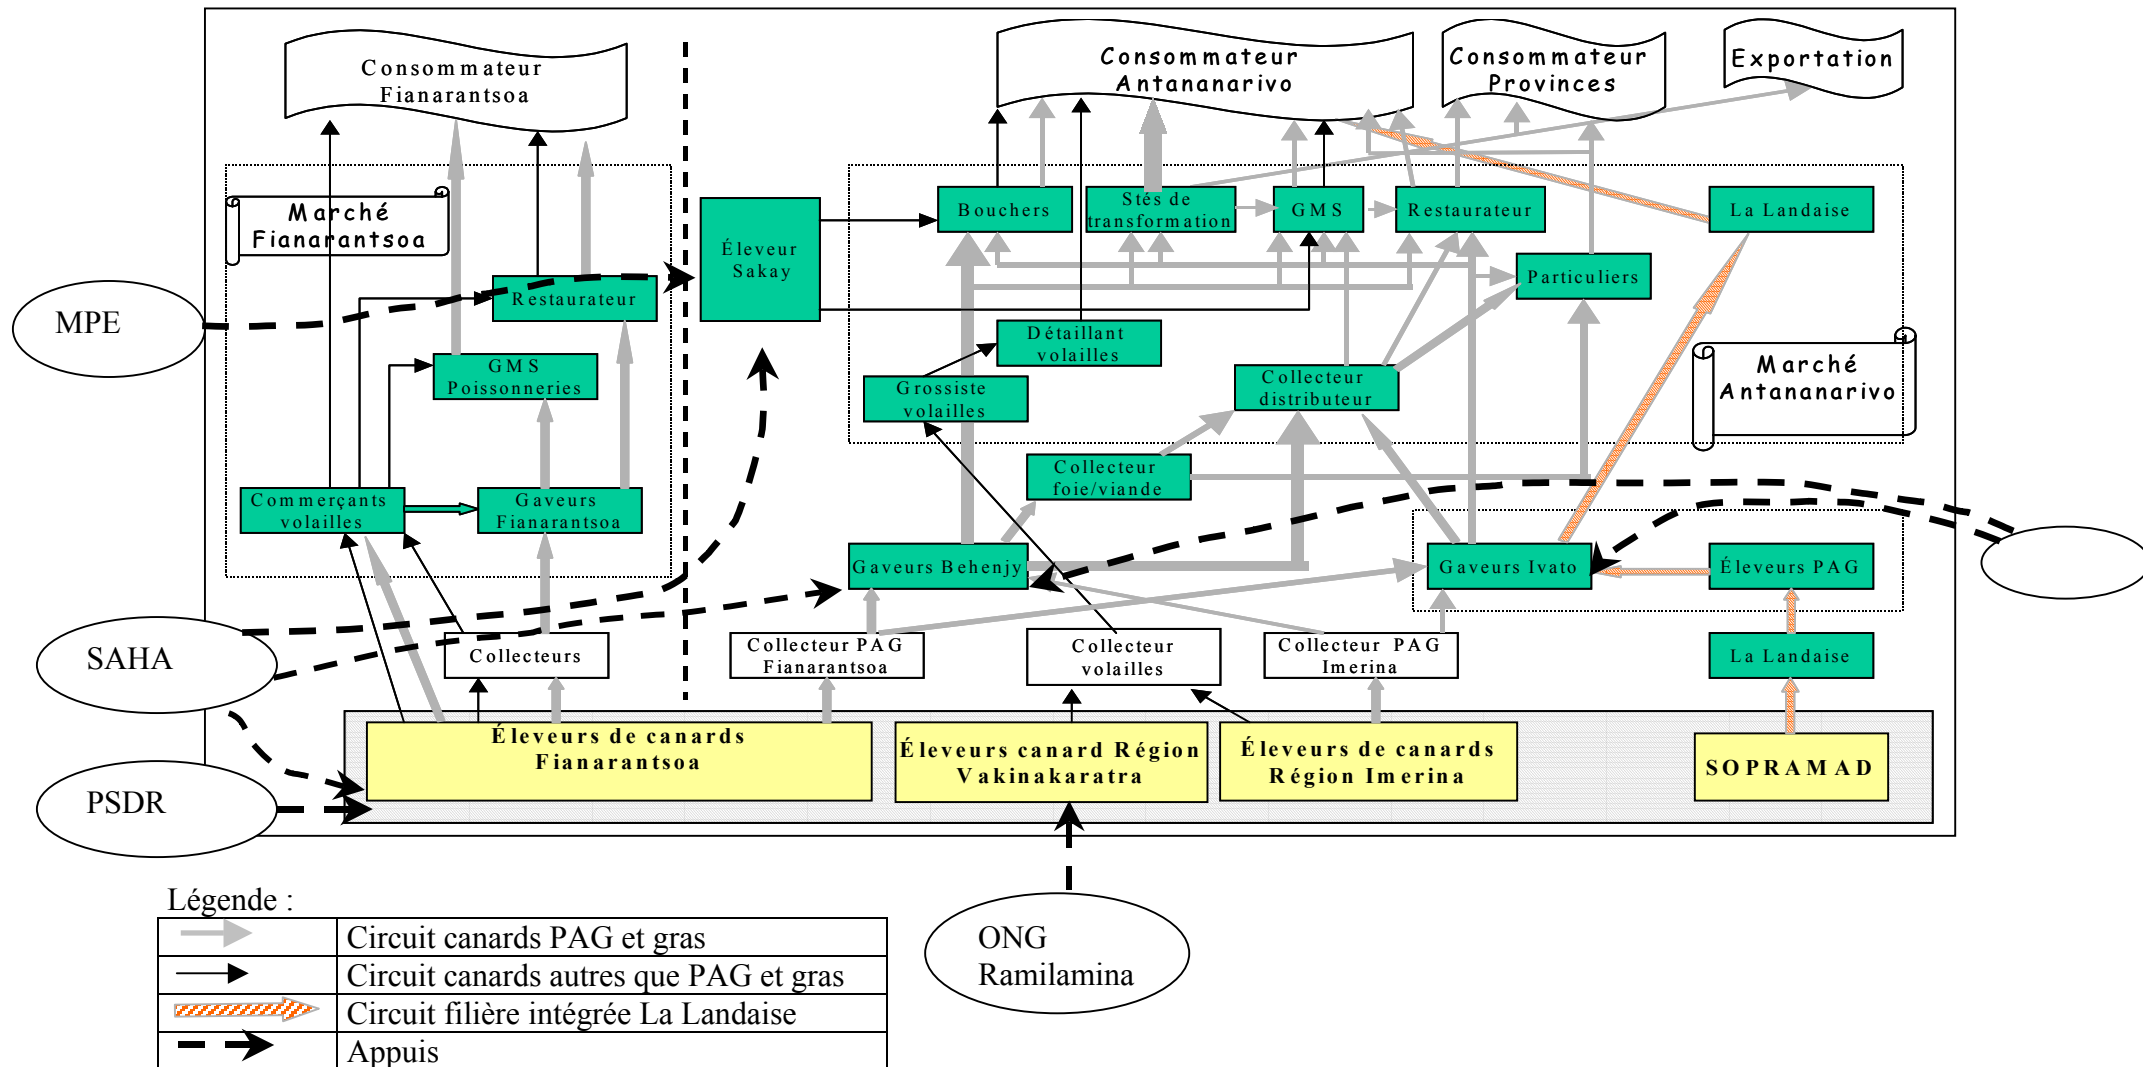 Consommateur
Fianarantsoa
Consommateur
Antananarivo
Consommateur
Provinces
Exportation
Marché
Fianarantsoa
Éleveur
Sakay
Bouchers
Stés de
transformation
GMS
Restaurateur
La Landaise
Particuliers
Restaurateur
MPE
Détaillant
volailles
GMS
Poissonneries
Grossiste
volailles
Collecteur
distributeur
Marché
Antananarivo
Collecteur
foie/viande
Commerçants
volailles
Gaveurs
Fianarantsoa
Gaveurs Behenjy
Gaveurs Ivato
Éleveurs PAG
SAHA
Collecteurs
Collecteur PAG
Fianarantsoa
Collecteur
volailles
Collecteur PAG
Imerina
La Landaise
Éleveurs de canards
Fianarantsoa
Éleveurs canard Région
Vakinakaratra
Éleveurs de canards
Région Imerina
SOPRAMAD
PSDR
ONG
Ramilamina
Légende :
Circuit canards PAG et gras
Circuit canards autres que PAG et gras
Circuit filière intégrée La Landaise
Appuis